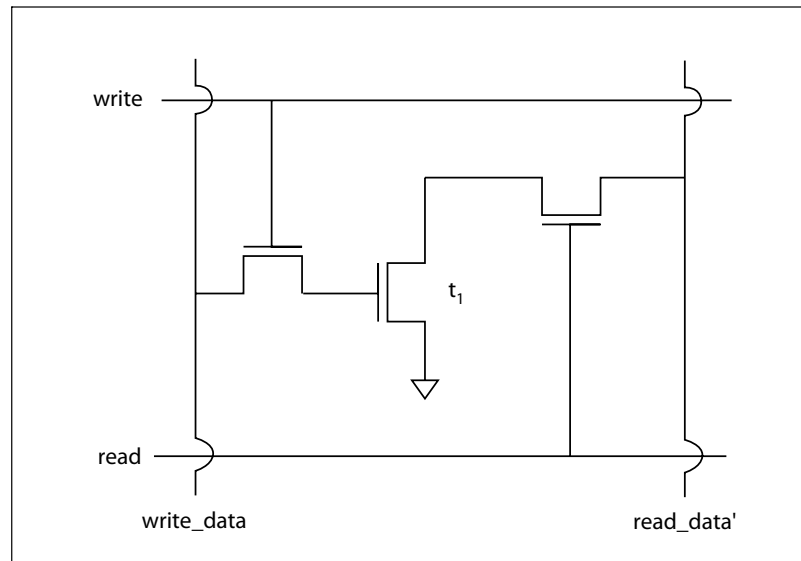 write
t₁
read
write_data
read_data'